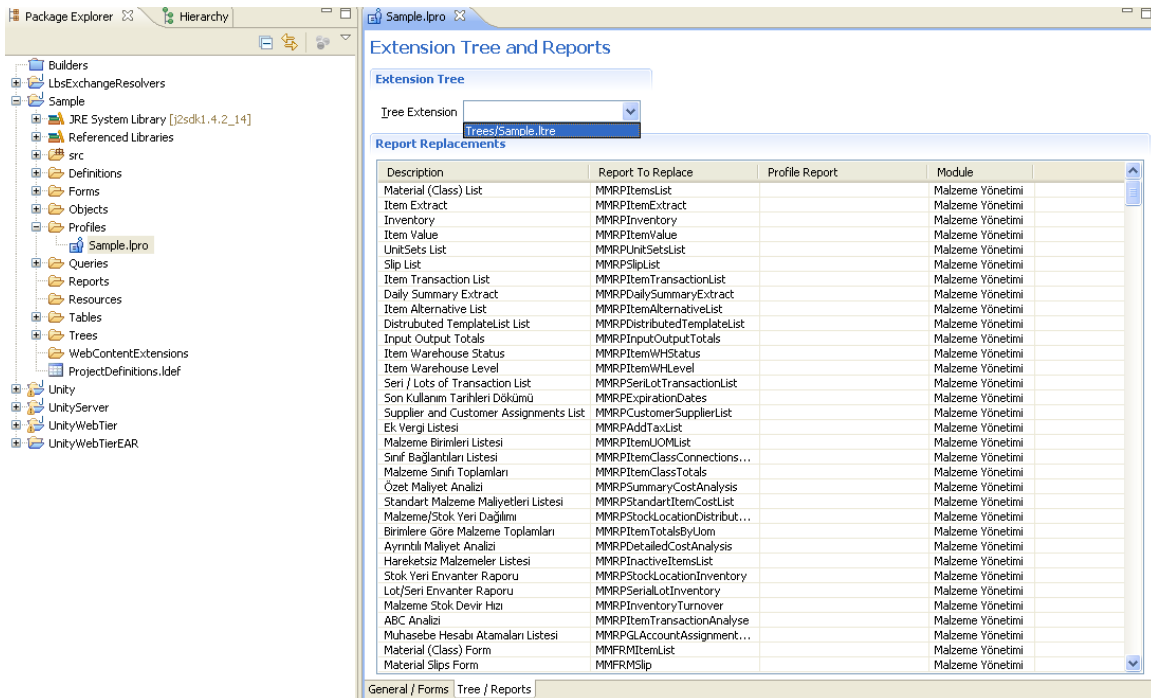 Package Explorer Hierarchy
Builders
LbsExchangeResolvers
Sample
JRE System Library [j2sdk1.4.2_14]
Referenced Libraries
src
Definitions
Forms
Objects
Profiles
Sample.lpro
Queries
Reports
Resources
Tables
Trees
WebContentExtensions
ProjectDefinitions.ldef
Unity
UnityServer
UnityWebTier
UnityWebTierEAR
Sample.lpro
Extension Tree and Reports
Extension Tree
Tree Extension
Trees/Sample.ltre
Report Replacements
Description Report To Replace Profile Report Module
Material (Class) List MMRPItemsList Malzeme Yönetimi
Item Extract MMRPItemExtract Malzeme Yönetimi
Inventory MMRPInventory Malzeme Yönetimi
Item Value MMRPItemValue Malzeme Yönetimi
UnitSets List MMRPUnitSetsList Malzeme Yönetimi
Slip List MMRPSlipList Malzeme Yönetimi
Item Transaction List MMRPItemTransactionList Malzeme Yönetimi
Daily Summary Extract MMRPDailySummaryExtract Malzeme Yönetimi
Item Alternative List MMRPItemAlternativeList Malzeme Yönetimi
Distrubuted TemplateList List MMRPDistributedTemplateList Malzeme Yönetimi
Input Output Totals MMRPInputOutputTotals Malzeme Yönetimi
Item Warehouse Status MMRPItemWHStatus Malzeme Yönetimi
Item Warehouse Level MMRPItemWHLevel Malzeme Yönetimi
Seri / Lots of Transaction List MMRPSeriLotTransactionList Malzeme Yönetimi
Son Kullanım Tarihleri Dökümü MMRPExpirationDates Malzeme Yönetimi
Supplier and Customer Assignments List MMRPCustomerSupplierList Malzeme Yönetimi
Ek Vergi Listesi MMRPAddTaxList Malzeme Yönetimi
Malzeme Birimleri Listesi MMRPItemUOMList Malzeme Yönetimi
Sınıf Bağlantıları Listesi MMRPItemClassConnections... Malzeme Yönetimi
Malzeme Sınıfı Toplamları MMRPItemClassTotals Malzeme Yönetimi
Özet Maliyet Analizi MMRPSummaryCostAnalysis Malzeme Yönetimi
Standart Malzeme Maliyetleri Listesi MMRPStandartItemCostList Malzeme Yönetimi
Malzeme/Stok Yeri Dağılımı MMRPStockLocationDistribut... Malzeme Yönetimi
Birimlere Göre Malzeme Toplamları MMRPItemTotalsByUom Malzeme Yönetimi
Ayrıntılı Maliyet Analizi MMRPDetailedCostAnalysis Malzeme Yönetimi
Hareketsiz Malzemeler Listesi MMRPInactiveItemsList Malzeme Yönetimi
Stok Yeri Envanter Raporu MMRPStockLocationInventory Malzeme Yönetimi
Lot/Seri Envanter Raporu MMRPSerialLotInventory Malzeme Yönetimi
Malzeme Stok Devir Hızı MMRPInventoryTurnover Malzeme Yönetimi
ABC Analizi MMRPItemTransactionAnalyse Malzeme Yönetimi
Muhasebe Hesabı Atamaları Listesi MMRPGLAccountAssignment... Malzeme Yönetimi
Material (Class) Form MMFRMItemList Malzeme Yönetimi
Material Slips Form MMFRMSlip Malzeme Yönetimi
General / Forms Tree / Reports